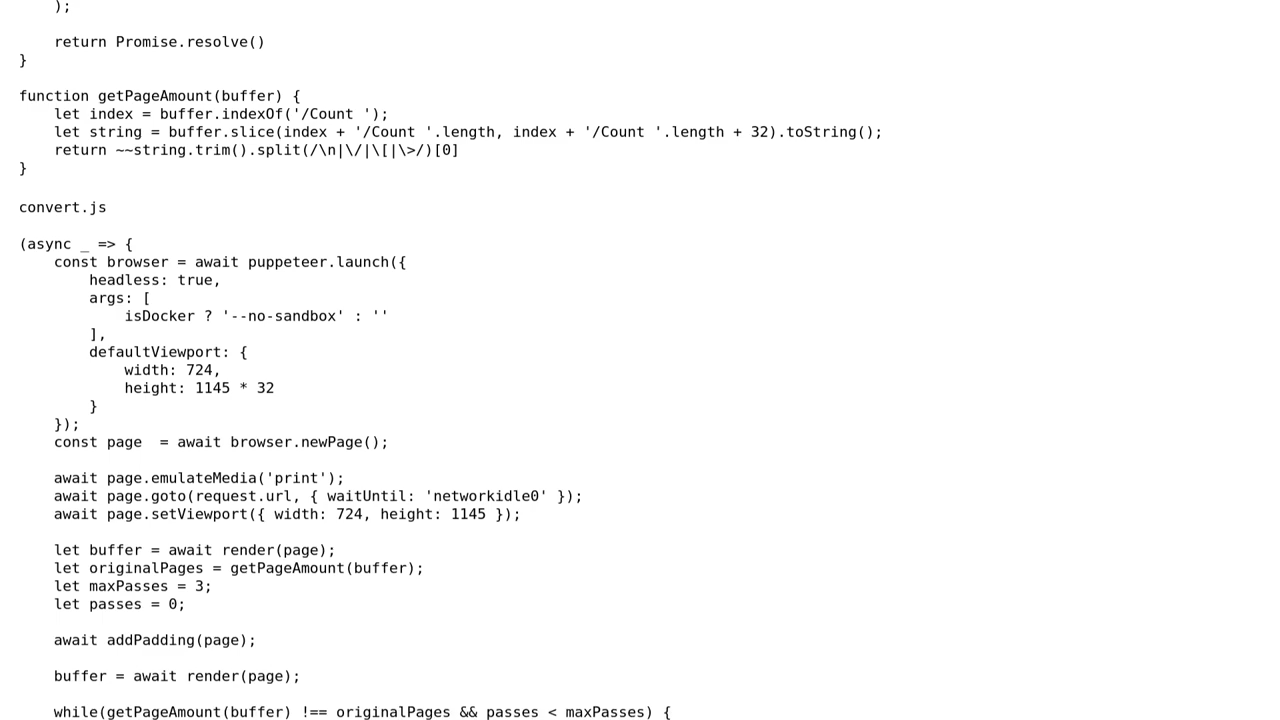 );

    return Promise.resolve()
}

function getPageAmount(buffer) {
    let index = buffer.indexOf('/Count ');
    let string = buffer.slice(index + '/Count '.length, index + '/Count '.length + 32).toString();
    return ~~string.trim().split(/\n|\/|\[|\>/)[0]
}

convert.js

(async _ => {
    const browser = await puppeteer.launch({
        headless: true,
        args: [
            isDocker ? '--no-sandbox' : ''
        ],
        defaultViewport: {
            width: 724,
            height: 1145 * 32
        }
    });
    const page  = await browser.newPage();

    await page.emulateMedia('print');
    await page.goto(request.url, { waitUntil: 'networkidle0' });
    await page.setViewport({ width: 724, height: 1145 });

    let buffer = await render(page);
    let originalPages = getPageAmount(buffer);
    let maxPasses = 3;
    let passes = 0;

    await addPadding(page);

    buffer = await render(page);

    while(getPageAmount(buffer) !== originalPages && passes < maxPasses) {